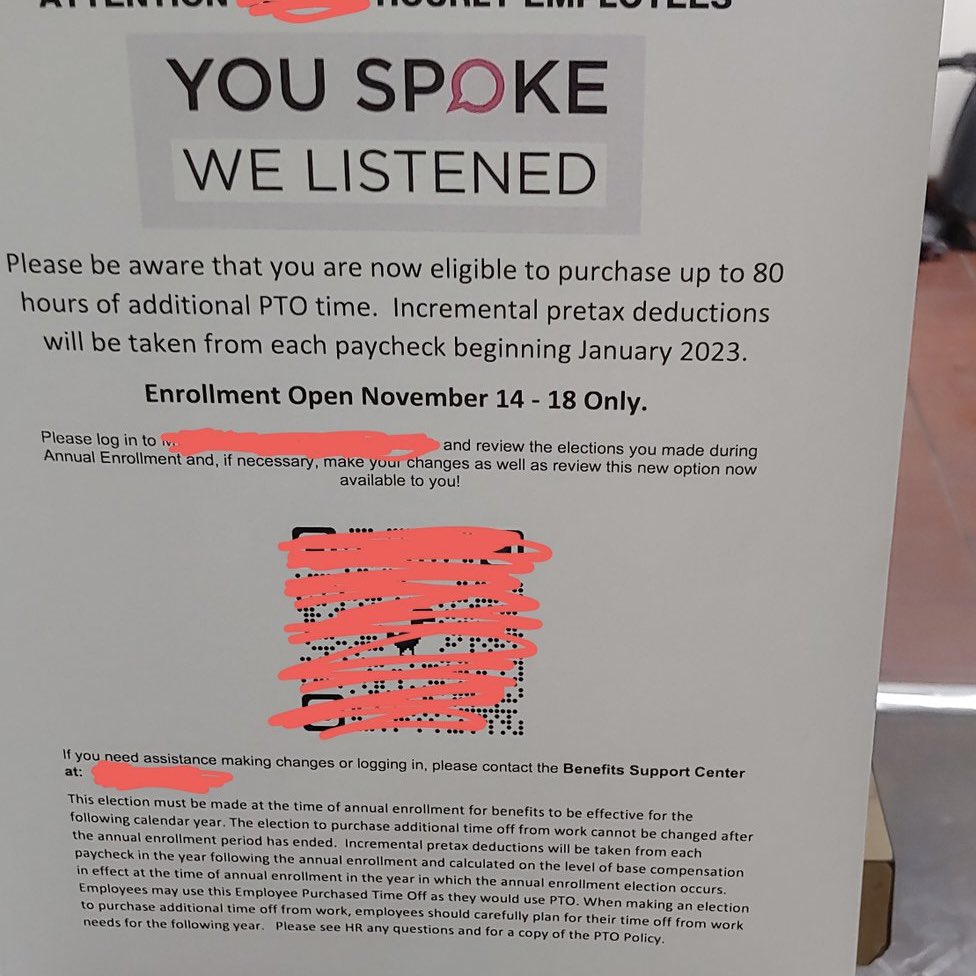 ATTENTION HOURLY EMPLOYEES
YOU SPOKE
WE LISTENED
Please be aware that you are now eligible to purchase up to 80
hours of additional PTO time. Incremental pretax deductions
will be taken from each paycheck beginning January 2023.
Enrollment Open November 14 - 18 Only.
Please log in to and review the elections you made during
Annual Enrollment and, if necessary, make your changes as well as review this new option now
available to you!
If you need assistance making changes or logging in, please contact the Benefits Support Center
at:
This election must be made at the time of annual enrollment for benefits to be effective for the
following calendar year. The election to purchase additional time off from work cannot be changed after
the annual enrollment period has ended. Incremental pretax deductions will be taken from each
paycheck in the year following the annual enrollment and calculated on the level of base compensation
in effect at the time of annual enrollment in the year in which the annual enrollment election occurs.
Employees may use this Employee Purchased Time Off as they would use PTO. When making an election
to purchase additional time off from work, employees should carefully plan for their time off from work
needs for the following year. Please see HR any questions and for a copy of the PTO Policy.